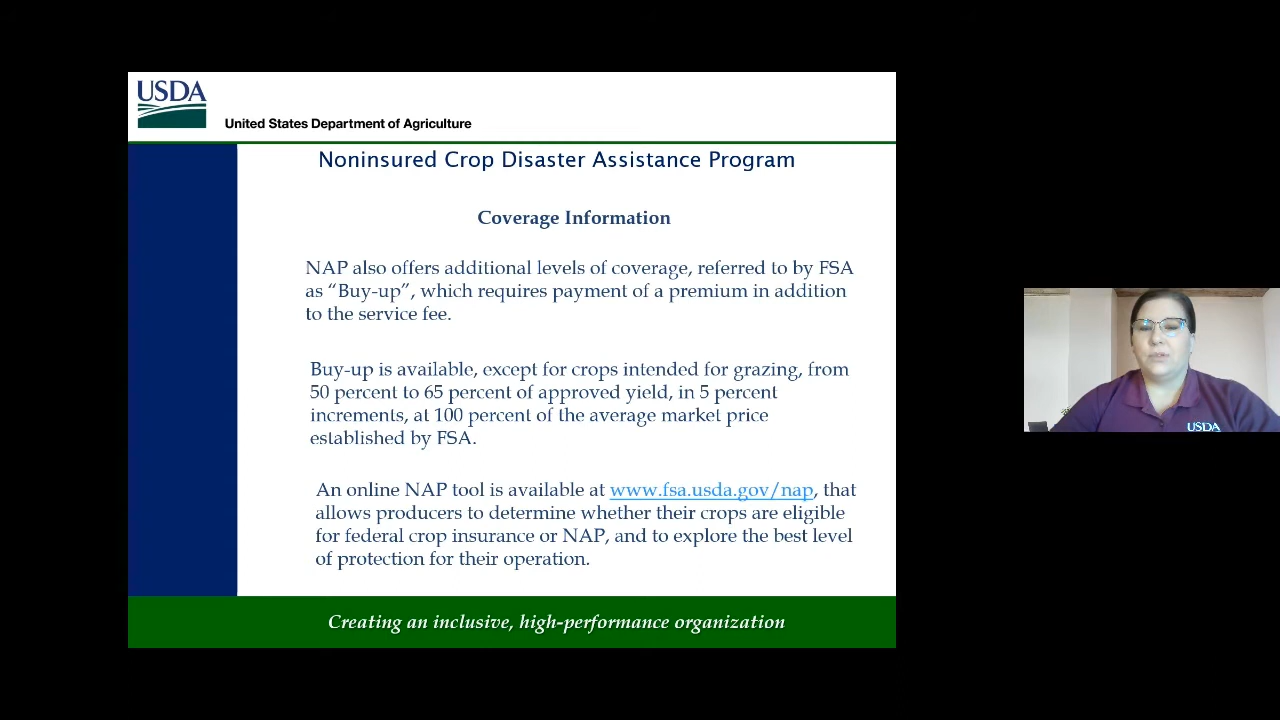 USDA
United States Department of Agriculture
Noninsured Crop Disaster Assistance Program
Coverage Information
NAP also offers additional levels of coverage, referred to by FSA
as “Buy-up”, which requires payment of a premium in addition
to the service fee.
Buy-up is available, except for crops intended for grazing, from
50 percent to 65 percent of approved yield, in 5 percent
increments, at 100 percent of the average market price
established by FSA.
An online NAP tool is available at www.fsa.usda.gov/nap, that
allows producers to determine whether their crops are eligible
for federal crop insurance or NAP, and to explore the best level
of protection for their operation.
Creating an inclusive, high-performance organization
USDA